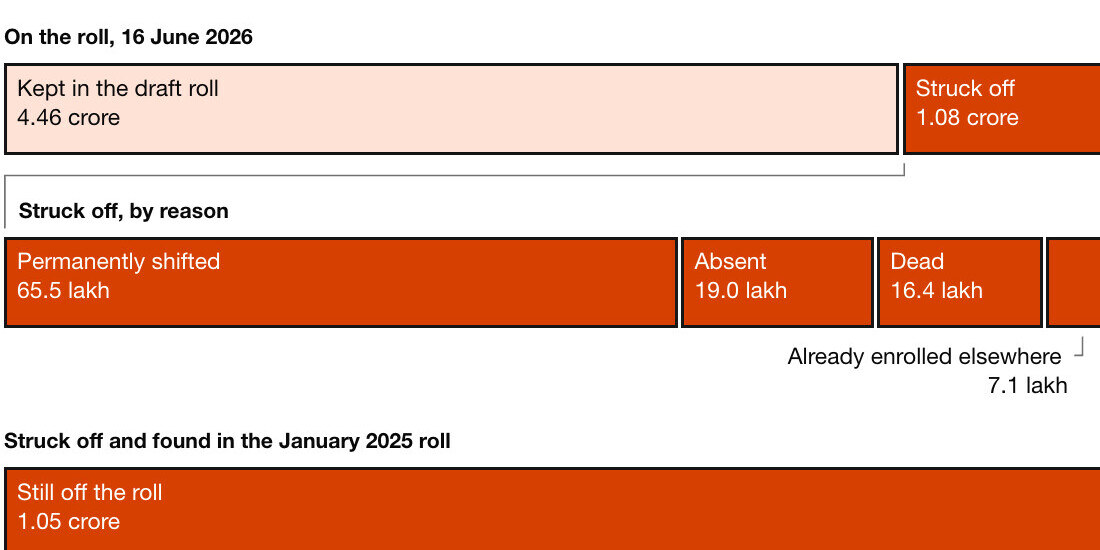 On the roll, 16 June 2026
Kept in the draft roll
4.46 crore
Struck off
1.08 crore
Struck off, by reason
Permanently shifted
65.5 lakh
Absent
19.0 lakh
Dead
16.4 lakh
Already enrolled elsewhere
7.1 lakh
Struck off and found in the January 2025 roll
Still off the roll
1.05 crore